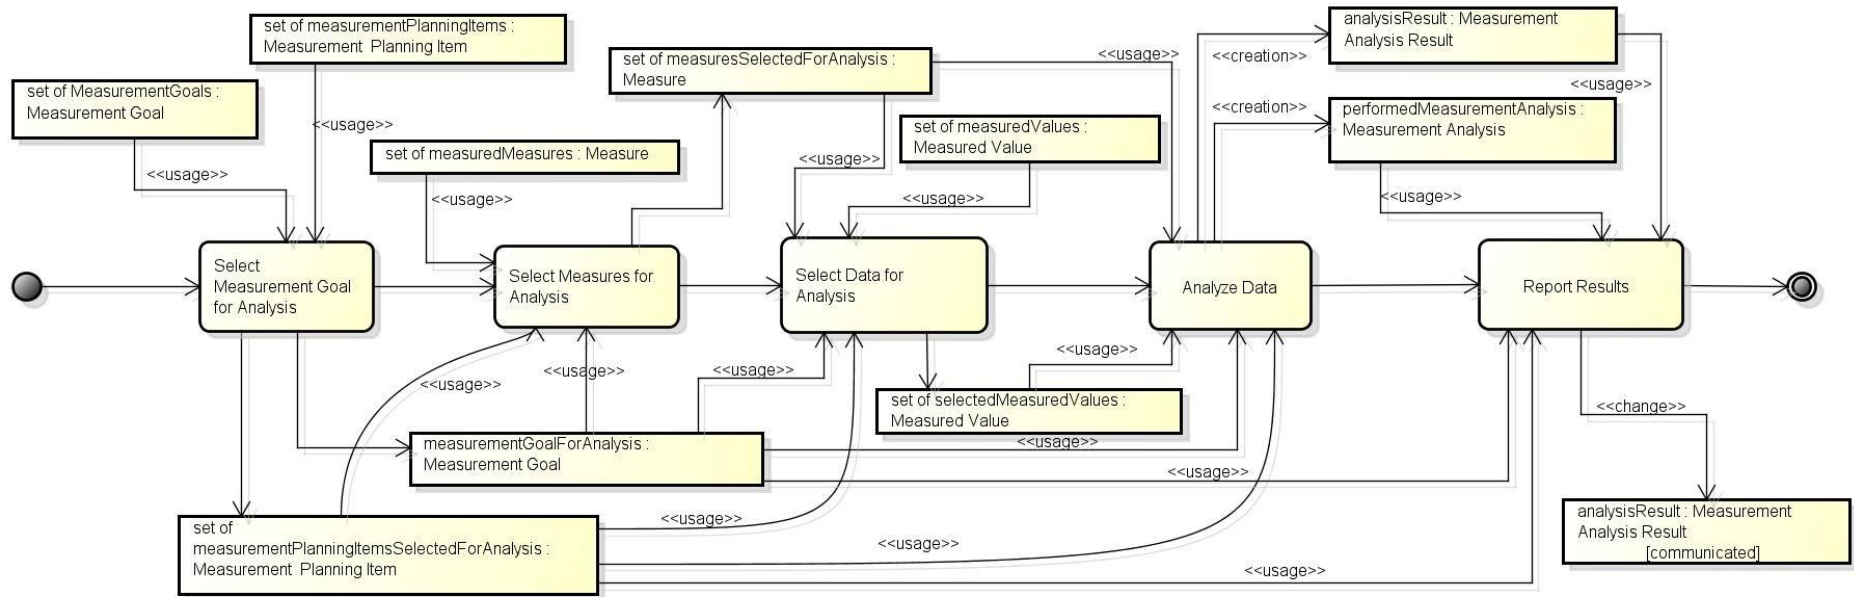 set of measurementPlanningItems :
Measurement Planning Item
analysisResult : Measurement
Analysis Result
set of measuresSelectedForAnalysis :
Measure
<<usage>>
<<creation>>
<<usage>>
set of MeasurementGoals :
Measurement Goal
<<usage>>
<<creation>>
performedMeasurementAnalysis :
Measurement Analysis
set of measuredValues :
Measured Value
set of measuredMeasures : Measure
<<usage>>
<<usage>>
<<usage>>
<<usage>>
<<usage>>
Select
Measurement Goal
for Analysis
Select Measures for
Analysis
Select Data for
Analysis
Analyze Data
Report Results
<<usage>>
<<usage>>
<<usage>>
<<usage>>
set of selectedMeasuredValues :
Measured Value
<<change>>
measurementGoalForAnalysis :
Measurement Goal
<<usage>>
<<usage>>
analysisResult : Measurement
Analysis Result
[communicated]
set of
measurementPlanningItemsSelectedForAnalysis :
Measurement Planning Item
<<usage>>
<<usage>>
<<usage>>